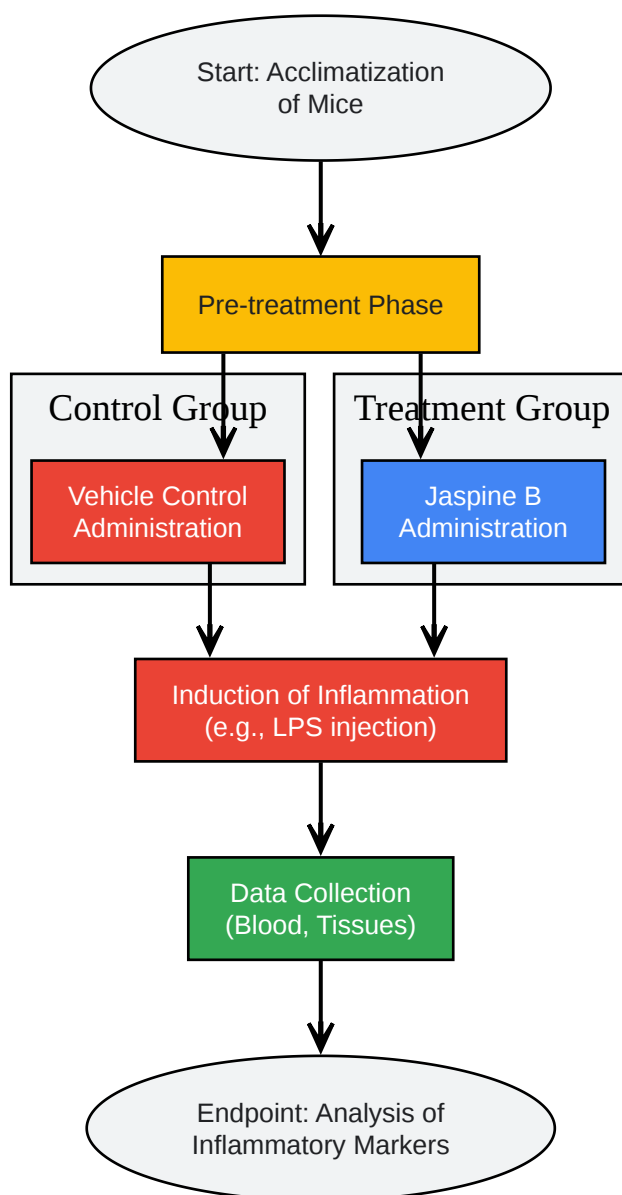 Start: Acclimatization
of Mice
Pre-treatment Phase
Control Group
Treatment Group
Vehicle Control
Administration
Jaspine B
Administration
Induction of Inflammation
(e.g., LPS injection)
Data Collection
(Blood, Tissues)
Endpoint: Analysis of
Inflammatory Markers